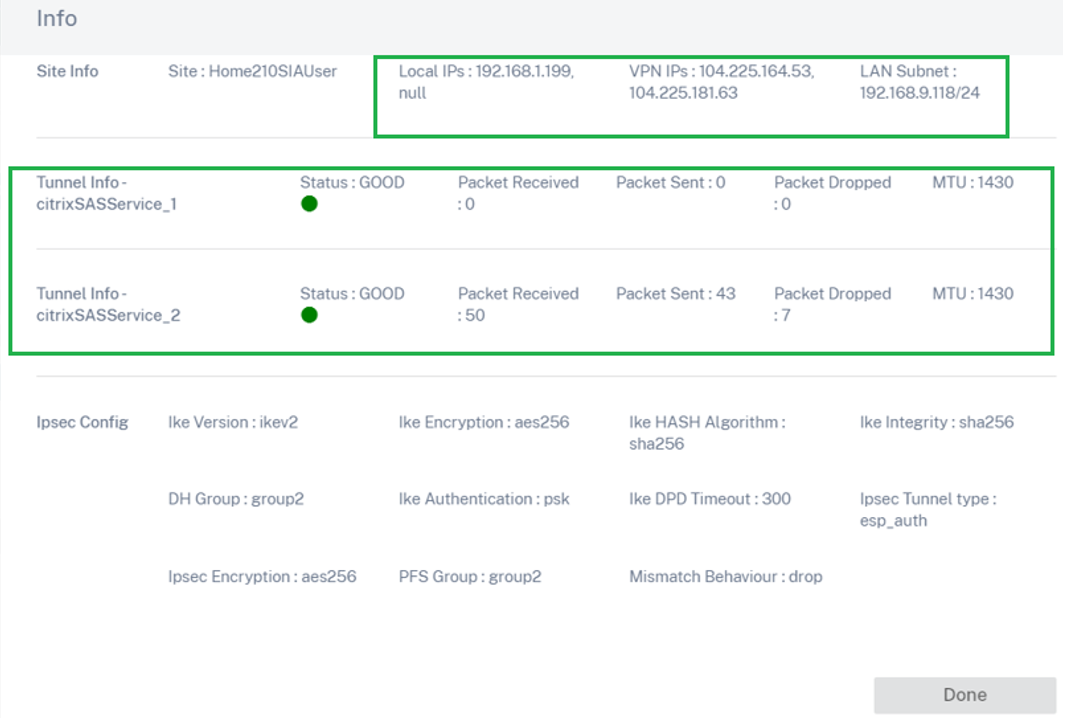 Info
Site Info Site : Home210SIAUser Local IPs : 192.168.1.199, VPN IPs : 104.225.164.53, LAN Subnet :
null 104.225.181.63 192.168.9.118/24
Tunnel Info - Status : GOOD Packet Received Packet Sent : 0 Packet Dropped MTU : 1430
citrixSASService_1 : 0 : 0
Tunnel Info - Status : GOOD Packet Received Packet Sent : 43 Packet Dropped MTU : 1430
citrixSASService_2 : 50 : 7
Ipsec Config Ike Version : ikev2 Ike Encryption : aes256 Ike HASH Algorithm : Ike Integrity : sha256
sha256
DH Group : group2 Ike Authentication : psk Ike DPD Timeout : 300 Ipsec Tunnel type :
esp_auth
Ipsec Encryption : aes256 PFS Group : group2 Mismatch Behaviour : drop
Done